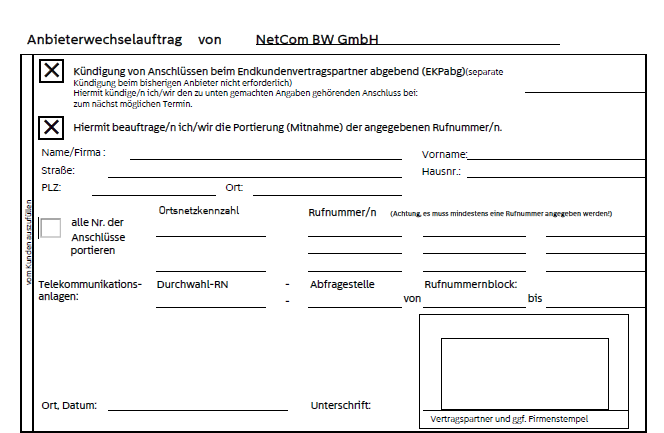 Anbieterwechselauftrag von NetCom BW GmbH
Kündigung von Anschlüssen beim Endkundenvertragspartner abgebend (EKPabg)(separate
Kündigung beim bisherigen Anbieter nicht erforderlich)
Hiermit kündige/n ich/wir den zu unten gemachten Angaben gehörenden Anschluss bei:
zum nächst möglichen Termin.
Hiermit beauftrage/n ich/wir die Portierung (Mitnahme) der angegebenen Rufnummer/n.
Name/Firma : Vorname:
Straße: Hausnr.:
PLZ: Ort:
vom Kunden auszufüllen
Ortsnetzkennzahl Rufnummer/n (Achtung, es muss mindestens eine Rufnummer angegeben werden!)
alle Nr. der
Anschlüsse
portieren
Telekommunikations- Durchwahl-RN - Abfragestelle Rufnummernblock:
anlagen: - von bis
Ort, Datum: Unterschrift:
Vertragspartner und ggf. Firmenstempel